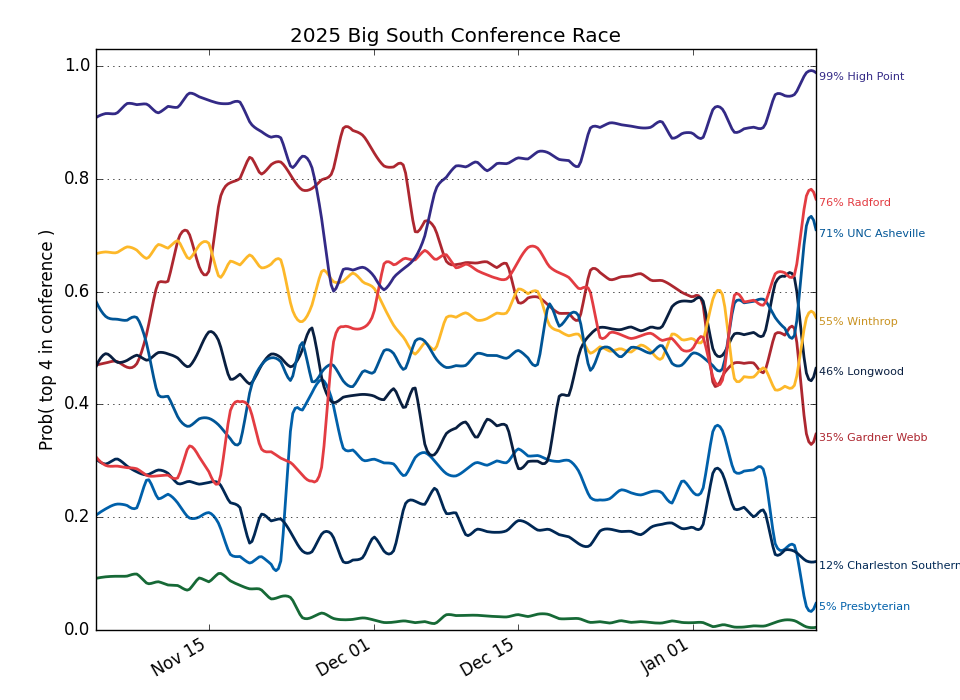 2025 Big South Conference Race
Prob( top 4 in conference )
1.0
0.8
0.6
0.4
0.2
0.0
Nov 15
Dec 01
Dec 15
Jan 01
99% High Point
76% Radford
71% UNC Asheville
55% Winthrop
46% Longwood
35% Gardner Webb
12% Charleston Southern
5% Presbyterian